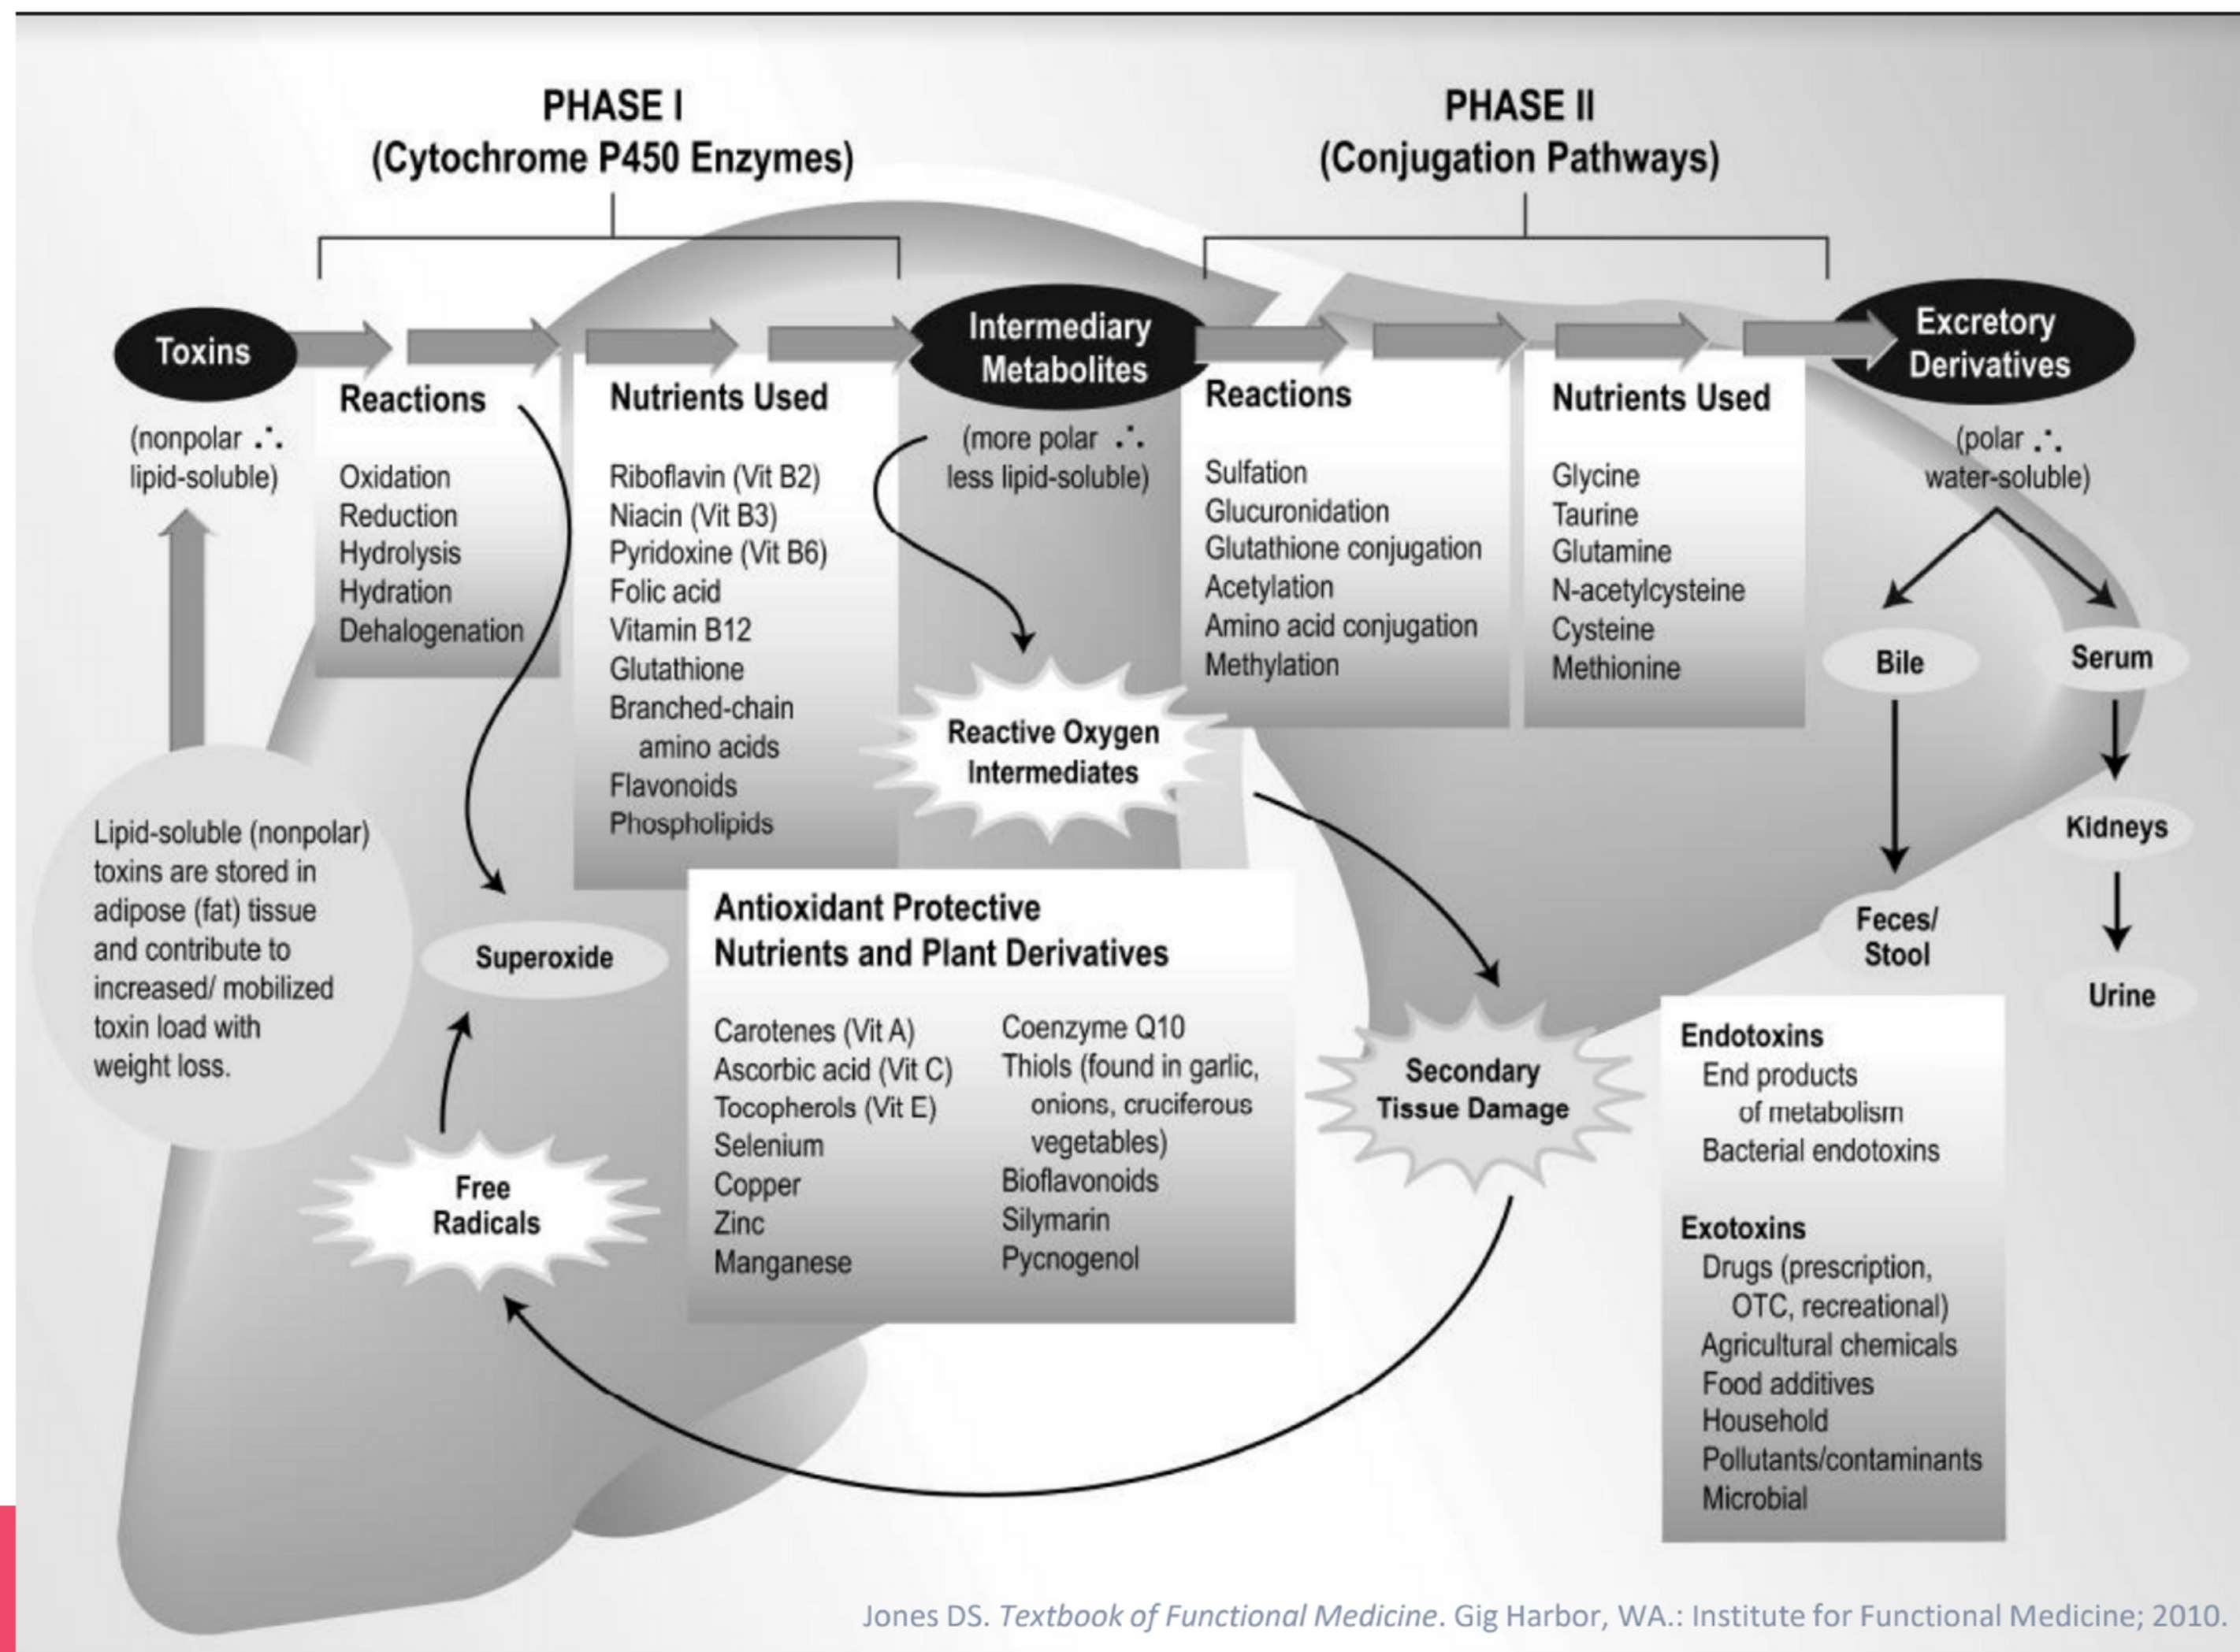 PHASE I
(Cytochrome P450 Enzymes)
PHASE II
(Conjugation Pathways)
Toxins
(nonpolar ∴
lipid-soluble)
Reactions
Oxidation
Reduction
Hydrolysis
Hydration
Dehalogenation
Nutrients Used
Riboflavin (Vit B2)
Niacin (Vit B3)
Pyridoxine (Vit B6)
Folic acid
Vitamin B12
Glutathione
Branched-chain
amino acids
Flavonoids
Phospholipids
Intermediary
Metabolites
(more polar ∴
less lipid-soluble)
Reactions
Sulfation
Glucuronidation
Glutathione conjugation
Acetylation
Amino acid conjugation
Methylation
Nutrients Used
Glycine
Taurine
Glutamine
N-acetylcysteine
Cysteine
Methionine
Excretory
Derivatives
(polar ∴
water-soluble)
Bile
Serum
Kidneys
Feces/
Stool
Urine
Reactive Oxygen
Intermediates
Lipid-soluble (nonpolar)
toxins are stored in
adipose (fat) tissue
and contribute to
increased/ mobilized
toxin load with
weight loss.
Superoxide
Free
Radicals
Antioxidant Protective
Nutrients and Plant Derivatives
Carotenes (Vit A)
Ascorbic acid (Vit C)
Tocopherols (Vit E)
Selenium
Copper
Zinc
Manganese
Coenzyme Q10
Thiols (found in garlic,
onions, cruciferous
vegetables)
Bioflavonoids
Silymarin
Pycnogenol
Secondary
Tissue Damage
Endotoxins
End products
of metabolism
Bacterial endotoxins
Exotoxins
Drugs (prescription,
OTC, recreational)
Agricultural chemicals
Food additives
Household
Pollutants/contaminants
Microbial
Jones DS. Textbook of Functional Medicine. Gig Harbor, WA.: Institute for Functional Medicine; 2010.